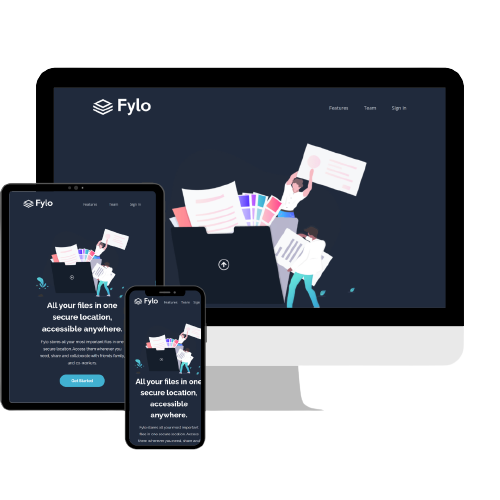 Fylo
Features Team Sign In
Fylo
Features Team Sign In
All your files in one
secure location,
accessible anywhere.
Fylo stores all your most important files in one
secure location. Access them wherever you
need, share and collaborate with friends family,
and co-workers.
Get Started
Fylo
Features Team Sign
All your files in one
secure location,
accessible
anywhere.
Fylo stores all your most important
files in one secure location. Access
them wherever you need, share and